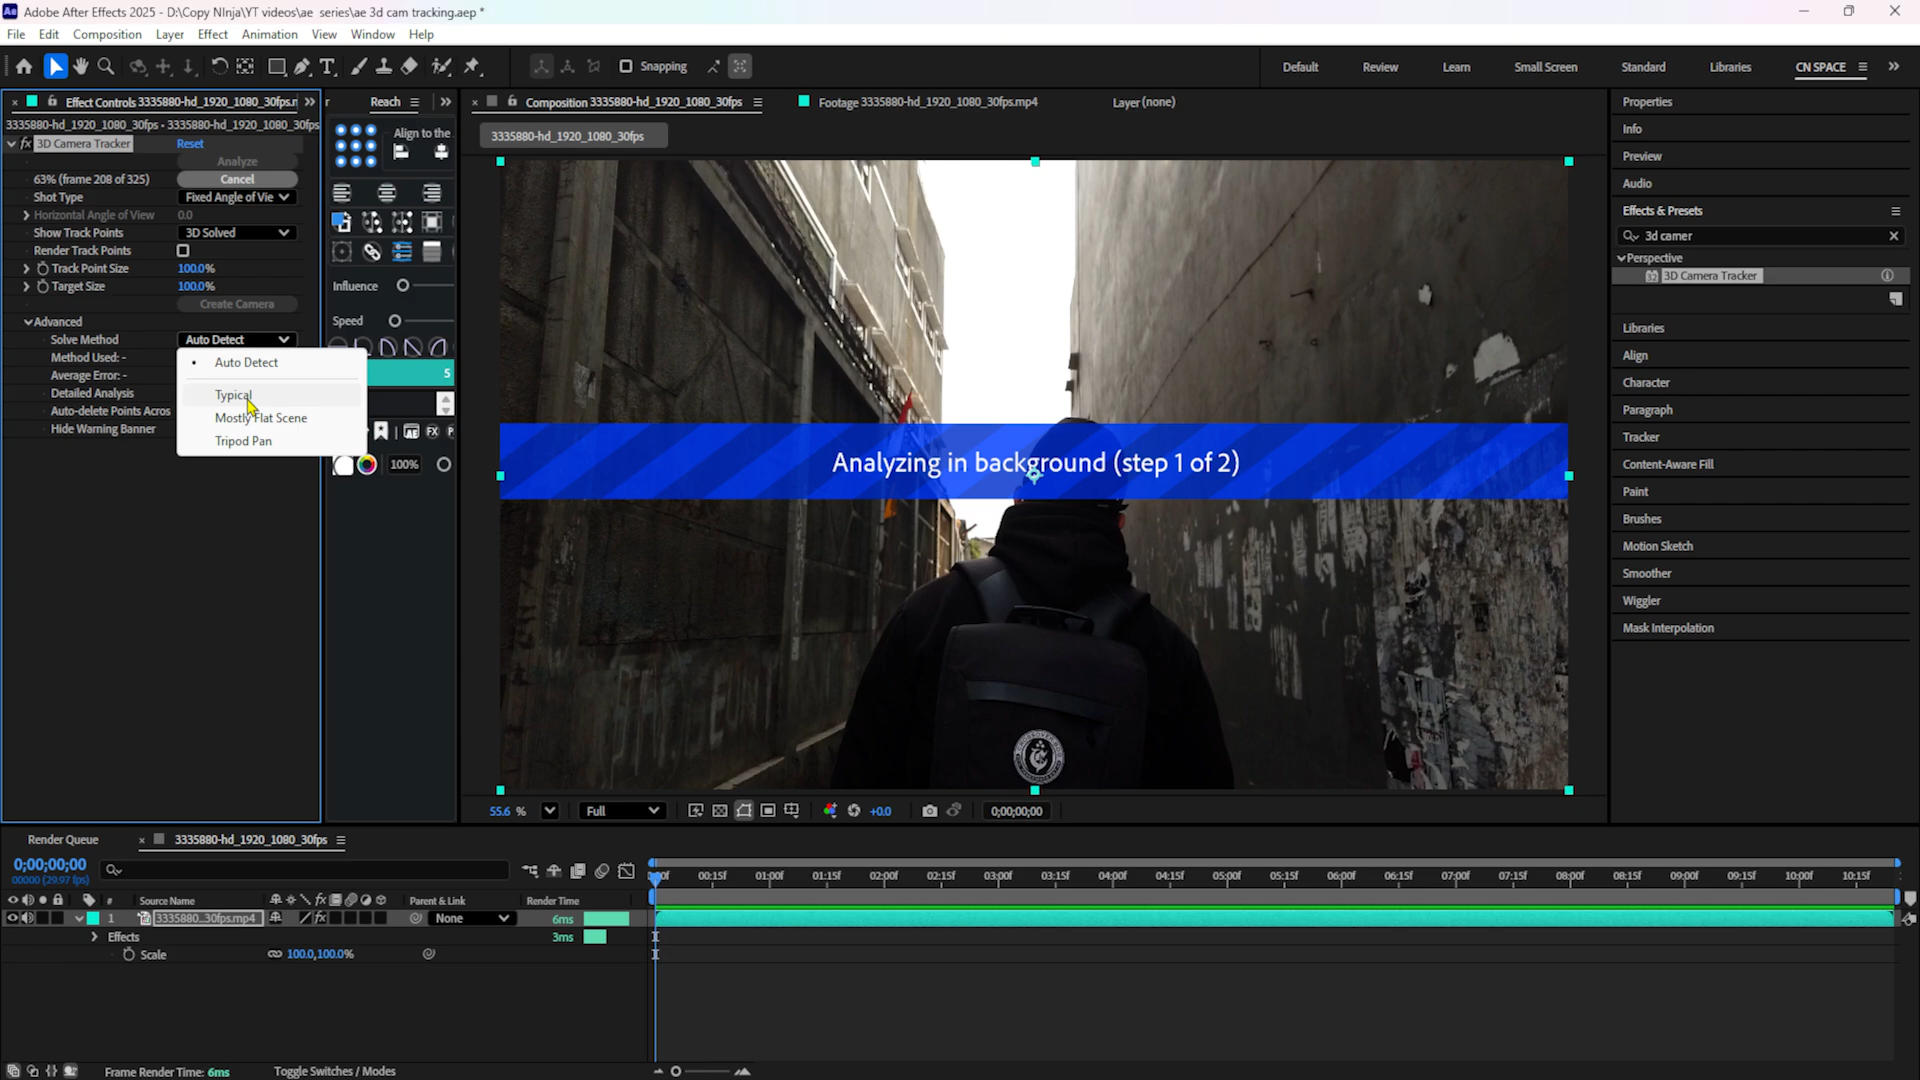 Adobe After Effects 2025 - D:\Copy NInja\YT videos\ae series\ae 3d cam tracking.aep *
File Edit Composition Layer Effect Animation View Window Help
Snapping
Default Review Learn Small Screen Standard CN SPACE Libraries
Effect Controls 3335880-hd_1920_1080_30fps.m
3335880-hd_1920_1080_30fps - 3335880-hd_1920_1080_30fps
fx 3D Camera Tracker Reset
Analyze
63% (frame 208 of 325) Cancel
Shot Type Fixed Angle of Vie
Horizontal Angle of View 0.0
Show Track Points 3D Solved
Render Track Points
Track Point Size 100.0%
Target Size 100.0%
Create Camera
Advanced
Solve Method Auto Detect
Method Used: -
Average Error: -
Detailed Analysis
Auto-delete Points Acros
Hide Warning Banner
Auto Detect
Typical
Mostly Flat Scene
Tripod Pan
Reach
Align to the
Influence
Speed
S
FX
100%
Composition 3335880-hd_1920_1080_30fps
Footage 3335880-hd_1920_1080_30fps.mp4
Layer (none)
3335880-hd_1920_1080_30fps
Analyzing in background (step 1 of 2)
55.6 % Full +0.0 0;00;00;00
Properties
Info
Preview
Audio
Effects & Presets
3d camer
Perspective
3D Camera Tracker
Libraries
Align
Character
Paragraph
Tracker
Content-Aware Fill
Paint
Brushes
Motion Sketch
Smoother
Wiggler
Mask Interpolation
Render Queue 3335880-hd_1920_1080_30fps
0;00;00;00
00000 (29.97 fps)
00:15f 01:00f 01:15f 02:00f 02:15f 03:00f 03:15f 04:00f 04:15f 05:00f 05:15f 06:00f 06:15f 07:00f 07:15f 08:00f 08:15f 09:00f 09:15f 10:00f 10:15f
# Source Name fx Parent & Link Render Time
1 3335880...30fps.mp4 fx None 6ms
Effects 3ms
Scale 100.0,100.0%
Frame Render Time: 6ms Toggle Switches / Modes